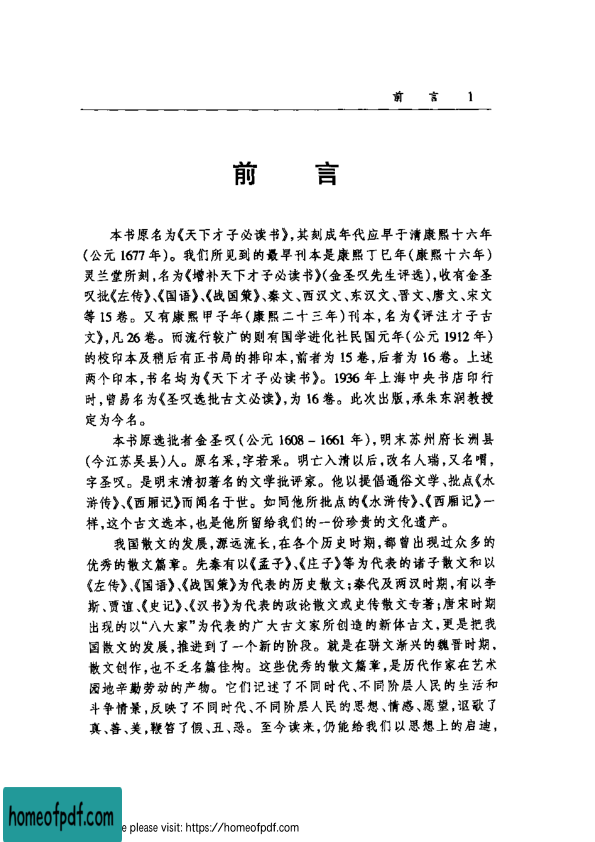 前 言 1
前 言
本书原名为《天下才子必读书》,其刻成年代应早于清康熙十六年
(公元 1677 年)。我们所见到的最早刊本是康熙丁巳年(康熙十六年)
灵兰堂所刻,名为《增补天下才子必读书》(金圣叹先生评选),收有金圣
叹批《左传》、《国语》、《战国策》、秦文、西汉文、东汉文、晋文、唐文、宋文
等 15 卷。又有康熙甲子年(康熙二十三年)刊本,名为《评注才子古
文》,凡 26 卷。而流行较广的则有国学进化社民国元年(公元 1912 年)
的校印本及稍后有正书局的排印本,前者为 15 卷,后者为 16 卷。上述
两个印本,书名均为《天下才子必读书》。1936 年上海中央书店印行
时,曾易名为《圣叹选批古文必读》,为 16 卷。此次出版,承朱东润教授
定为今名。
本书原选批者金圣叹(公元 1608－1661 年),明末苏州府长洲县
(今江苏吴县)人。原名采,字若采。明亡入清以后,改名人瑞,又名喟,
字圣叹。是明末清初著名的文学批评家。他以提倡通俗文学、批点《水
浒传》、《西厢记》而闻名于世。如同他所批点的《水浒传》、《西厢记》一
样,这个古文选本,也是他所留给我们的一份珍贵的文化遗产。
我国散文的发展,源远流长,在各个历史时期,都曾出现过众多的
优秀的散文篇章。先秦有以《孟子》、《庄子》等为代表的诸子散文和以
《左传》、《国语》、《战国策》为代表的历史散文;秦代及两汉时期,有以李
斯、贾谊、《史记》、《汉书》为代表的政论散文或史传散文专著;唐宋时期
出现的以“八大家”为代表的广大古文家所创造的新体古文,更是把我
国散文的发展,推进到了一个新的阶段。就是在骈文渐兴的魏晋时期,
散文创作,也不乏名篇佳构。这些优秀的散文篇章,是历代作家在艺术
园地辛勤劳动的产物。它们记述了不同时代、不同阶层人民的生活和
斗争情景,反映了不同时代、不同阶层人民的思想、情感、愿望,讴歌了
真、善、美,鞭笞了假、丑、恶。至今读来,仍能给我们以思想上的启迪,
homeofpdf.com
e please visit: https://homeofpdf.com